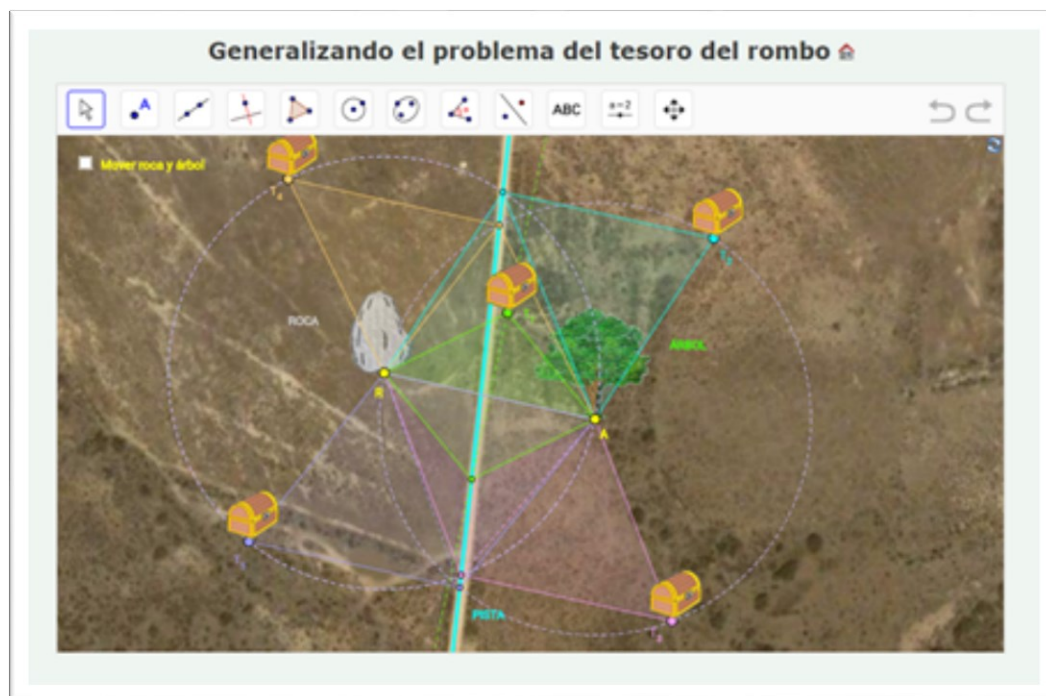 Generalizando el problema del tesoro del rombo
A
ABC
a=2
Mover roca y árbol
ROCA
ÁRBOL
R
A
PISTA